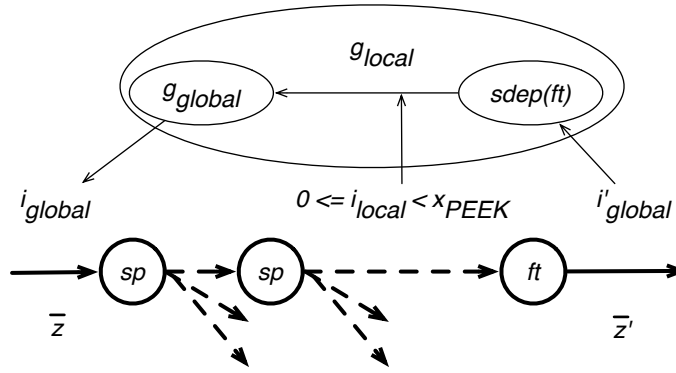 g_local
g_global
sdep(ft)
i_global
0 <= i_local < x_PEEK
i'_global
sp
sp
ft
z̅
z̅'